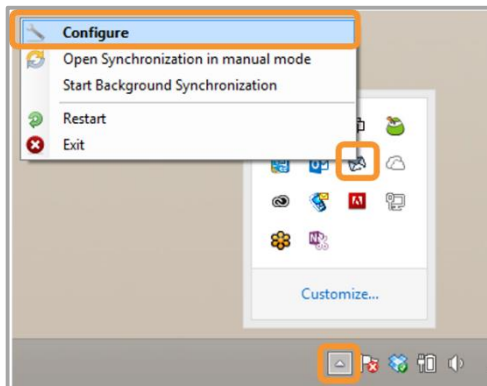 Configure
Open Synchronization in manual mode
Start Background Synchronization
Restart
Exit
Customize...